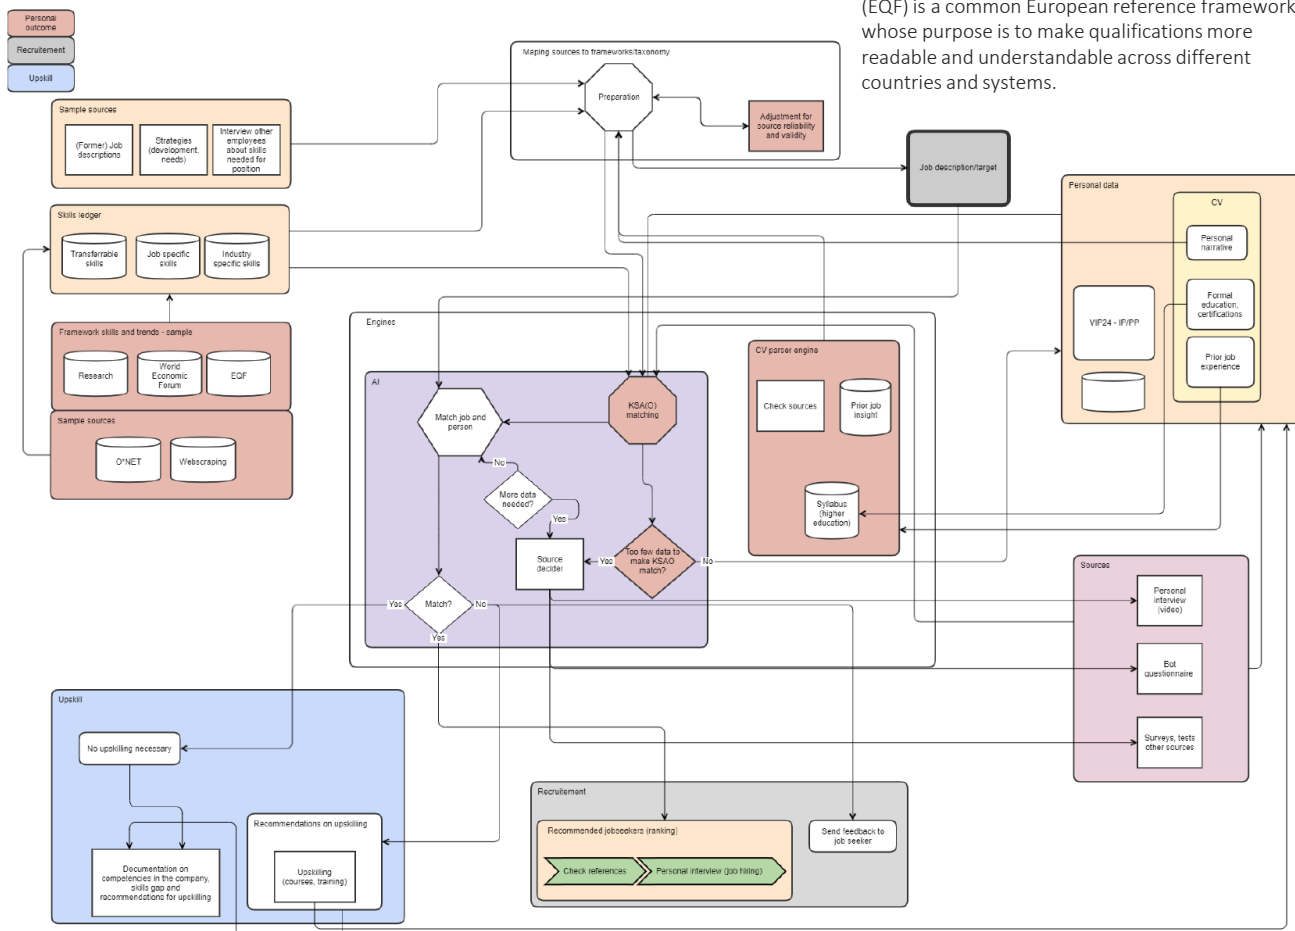 (EQF) is a common European reference framework
whose purpose is to make qualifications more
readable and understandable across different
countries and systems.
Personal
outcome
Recruitement
Upskill
Sample sources
(Former) Job
descriptions
Strategies
(development,
needs)
Interview other
employees
about skills
needed for
position
Maping sources to frameworks/taxonomy
Preparation
Adjustment for
source reliability
and validity
Job description/target
Skills ledger
Transferrable
skills
Job specific
skills
Industry
specific skills
Framework skills and trends - sample
Research
World
Economic
Forum
EQF
Sample sources
O*NET
Webscraping
Personal data
CV
Personal
narrative
Formal
education,
certifications
Prior job
experience
VIP24 - IF/PP
Engines
AI
Match job and
person
KSA(O)
matching
No
More data
needed?
Yes
Source
decider
Yes
Too few data to
make KSAO
match?
No
Yes
Match?
No
Yes
CV parser engine
Check sources
Prior job
insight
Syllabus
(higher
education)
Sources
Personal
interview
(video)
Bot
questionnaire
Surveys, tests
other sources
Upskill
No upskilling necessary
Documentation on
competencies in the company,
skills gap and
recommendations for upskilling
Recommendations on upskilling
Upskilling
(courses, training)
Recruitement
Recommended jobseekers (ranking)
Check references
Personal interview (job hiring)
Send feedback to
job seeker